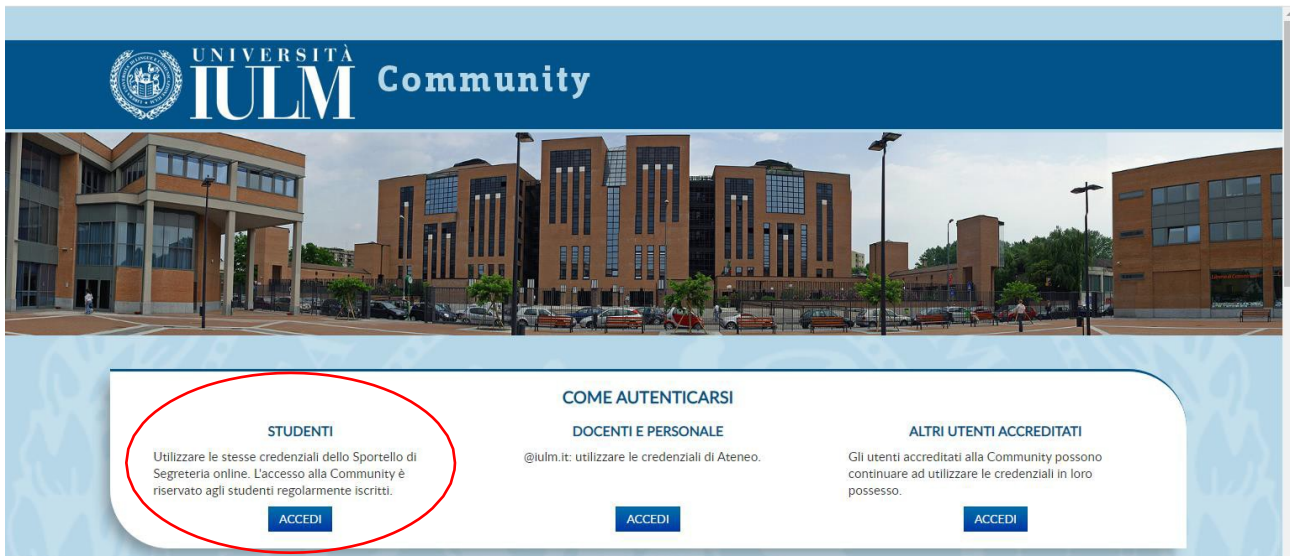 UNIVERSITÀ
IULM
Community
COME AUTENTICARSI
STUDENTI
Utilizzare le stesse credenziali dello Sportello di
Segreteria online. L'accesso alla Community è
riservato agli studenti regolarmente iscritti.
ACCEDI
DOCENTI E PERSONALE
@iulm.it: utilizzare le credenziali di Ateneo.
ACCEDI
ALTRI UTENTI ACCREDITATI
Gli utenti accreditati alla Community possono
continuare ad utilizzare le credenziali in loro
possesso.
ACCEDI